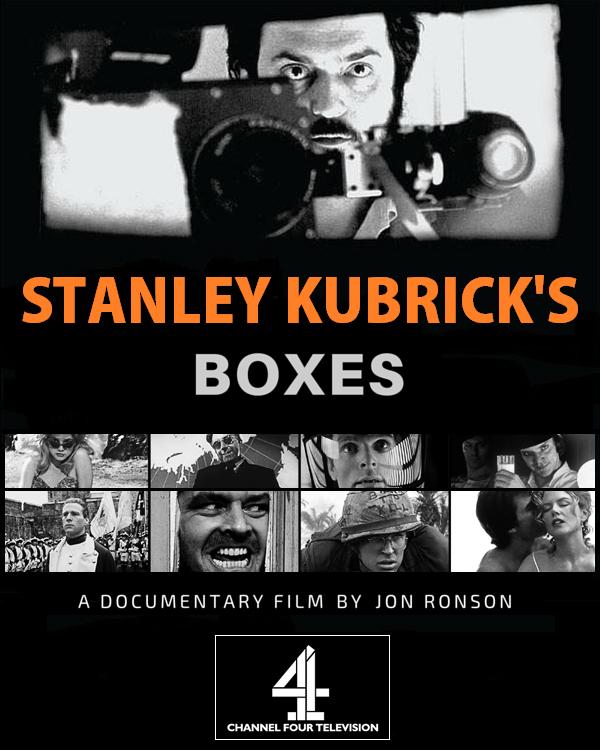 STANLEY KUBRICK'S
BOXES
A DOCUMENTARY FILM BY JON RONSON
4
CHANNEL FOUR TELEVISION